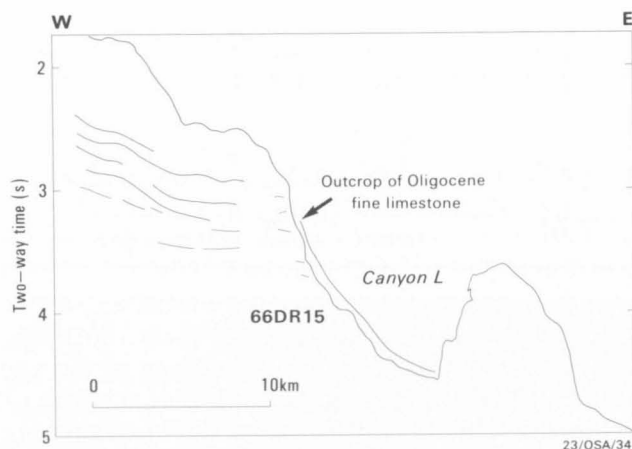 W
E
2
3
4
5
Two-way time (s)
Outcrop of Oligocene
fine limestone
Canyon L
66DR15
0
10km
23/OSA/34